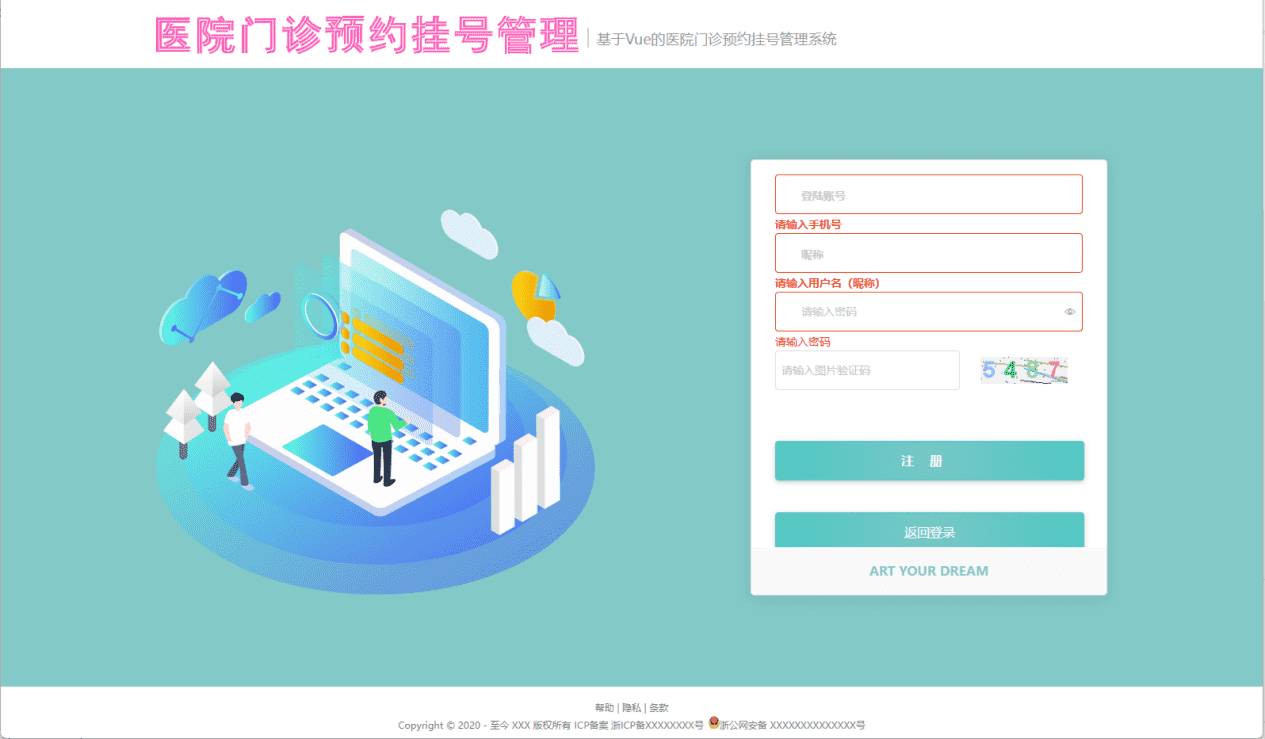 医院门诊预约挂号管理 | 基于Vue的医院门诊预约挂号管理系统
登陆账号
请输入手机号
昵称
请输入用户名（昵称）
请输入密码
请输入密码
请输入图片验证码 5487
注 册
返回登录
ART YOUR DREAM
帮助 | 隐私 | 条款
Copyright © 2020 - 至今 XXX 版权所有 ICP备案 浙ICP备XXXXXXXX号 浙公网安备 XXXXXXXXXXXXXX号